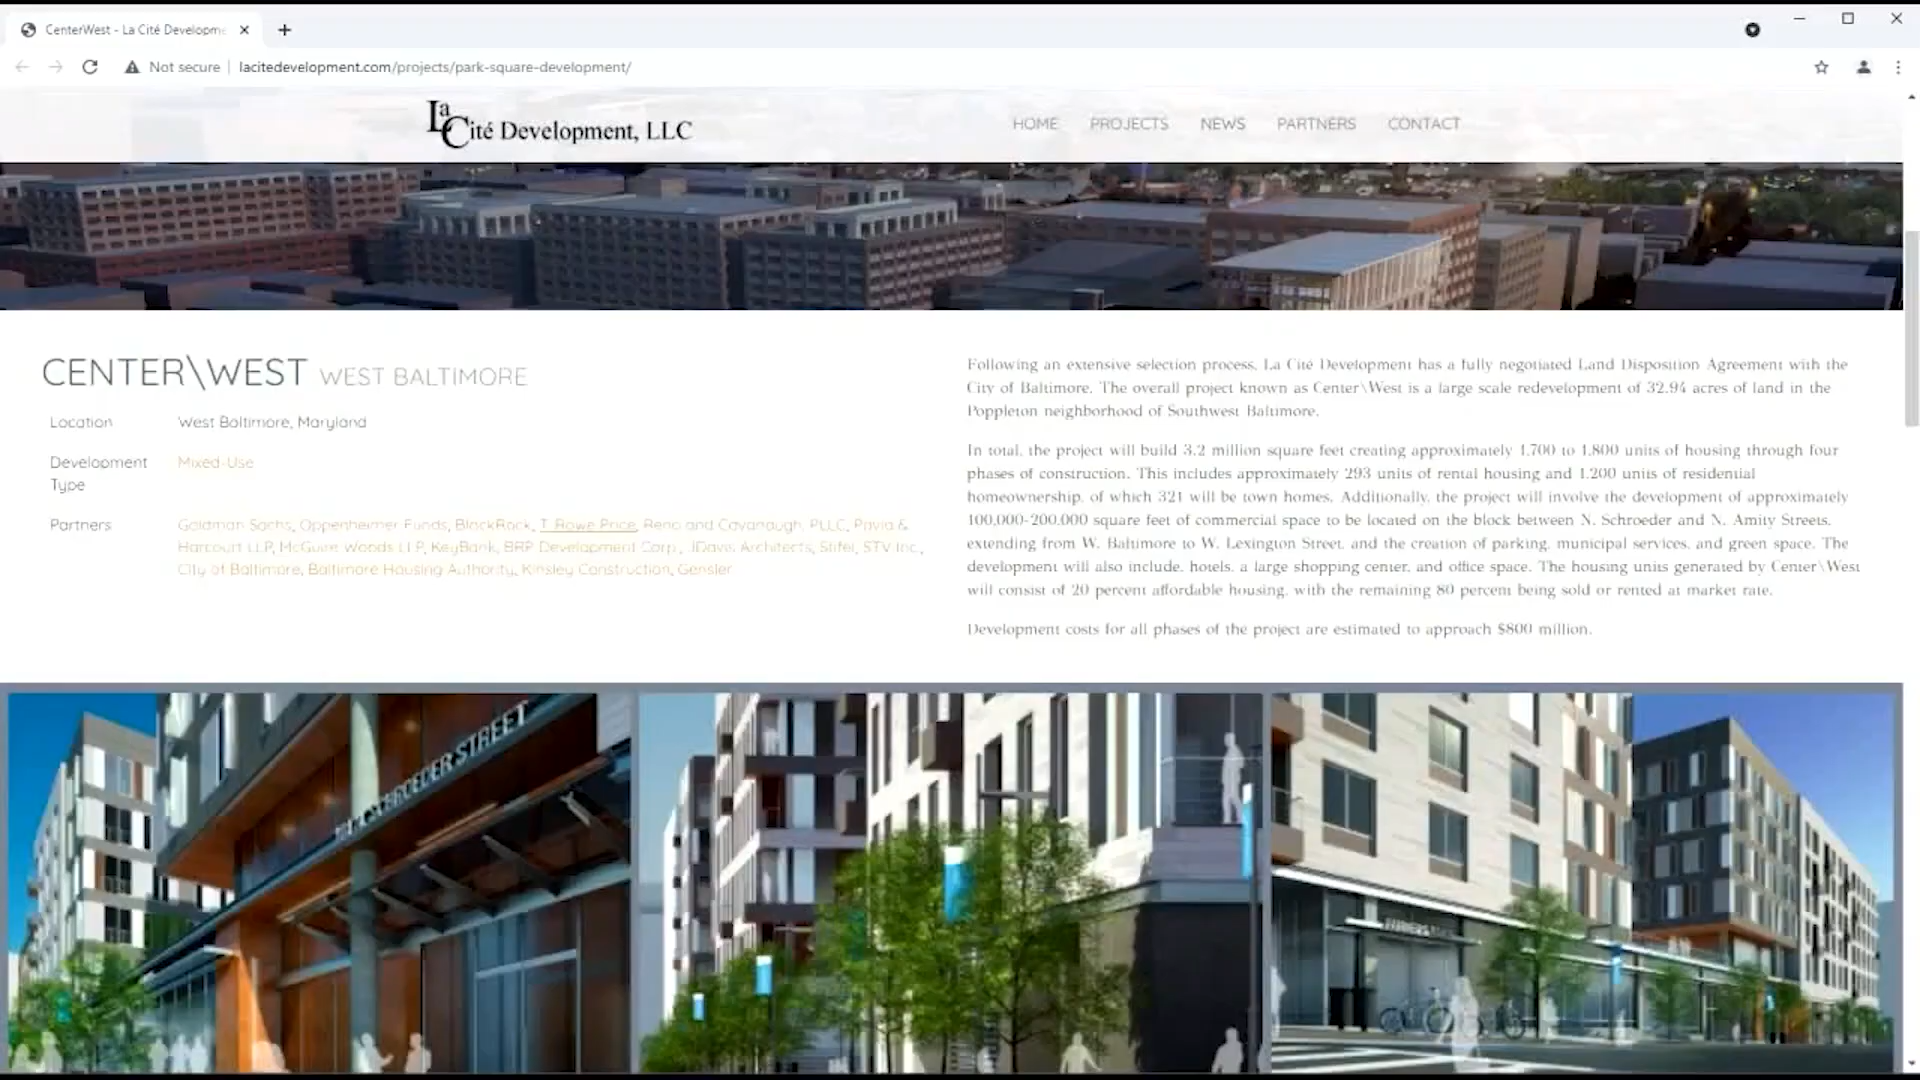 CenterWest - La Cité Developme
Not secure | lacitedevelopment.com/projects/park-square-development/
La Cité Development, LLC
HOME PROJECTS NEWS PARTNERS CONTACT
CENTER\WEST WEST BALTIMORE
Location West Baltimore, Maryland
Development Type Mixed-Use
Partners Goldman Sachs, Oppenheimer Funds, BlackRock, T. Rowe Price, Reno and Cavanaugh, PLLC, Pavia &
Harcourt LLP, McGuire Woods LLP, KeyBank, BRP Development Corp., JDavis Architects, Stifel, STV Inc.,
City of Baltimore, Baltimore Housing Authority, Kinsley Construction, Gensler
Following an extensive selection process, La Cité Development has a fully negotiated Land Disposition Agreement with the
City of Baltimore. The overall project known as Center\West is a large scale redevelopment of 32.94 acres of land in the
Poppleton neighborhood of Southwest Baltimore.
In total, the project will build 3.2 million square feet creating approximately 1,700 to 1,800 units of housing through four
phases of construction. This includes approximately 293 units of rental housing and 1,200 units of residential
homeownership, of which 321 will be town homes. Additionally, the project will involve the development of approximately
100,000-200,000 square feet of commercial space to be located on the block between N. Schroeder and N. Amity Streets,
extending from W. Baltimore to W. Lexington Street, and the creation of parking, municipal services, and green space. The
development will also include, hotels, a large shopping center, and office space. The housing units generated by Center\West
will consist of 20 percent affordable housing, with the remaining 80 percent being sold or rented at market rate.
Development costs for all phases of the project are estimated to approach $800 million.
SCHROEDER STREET